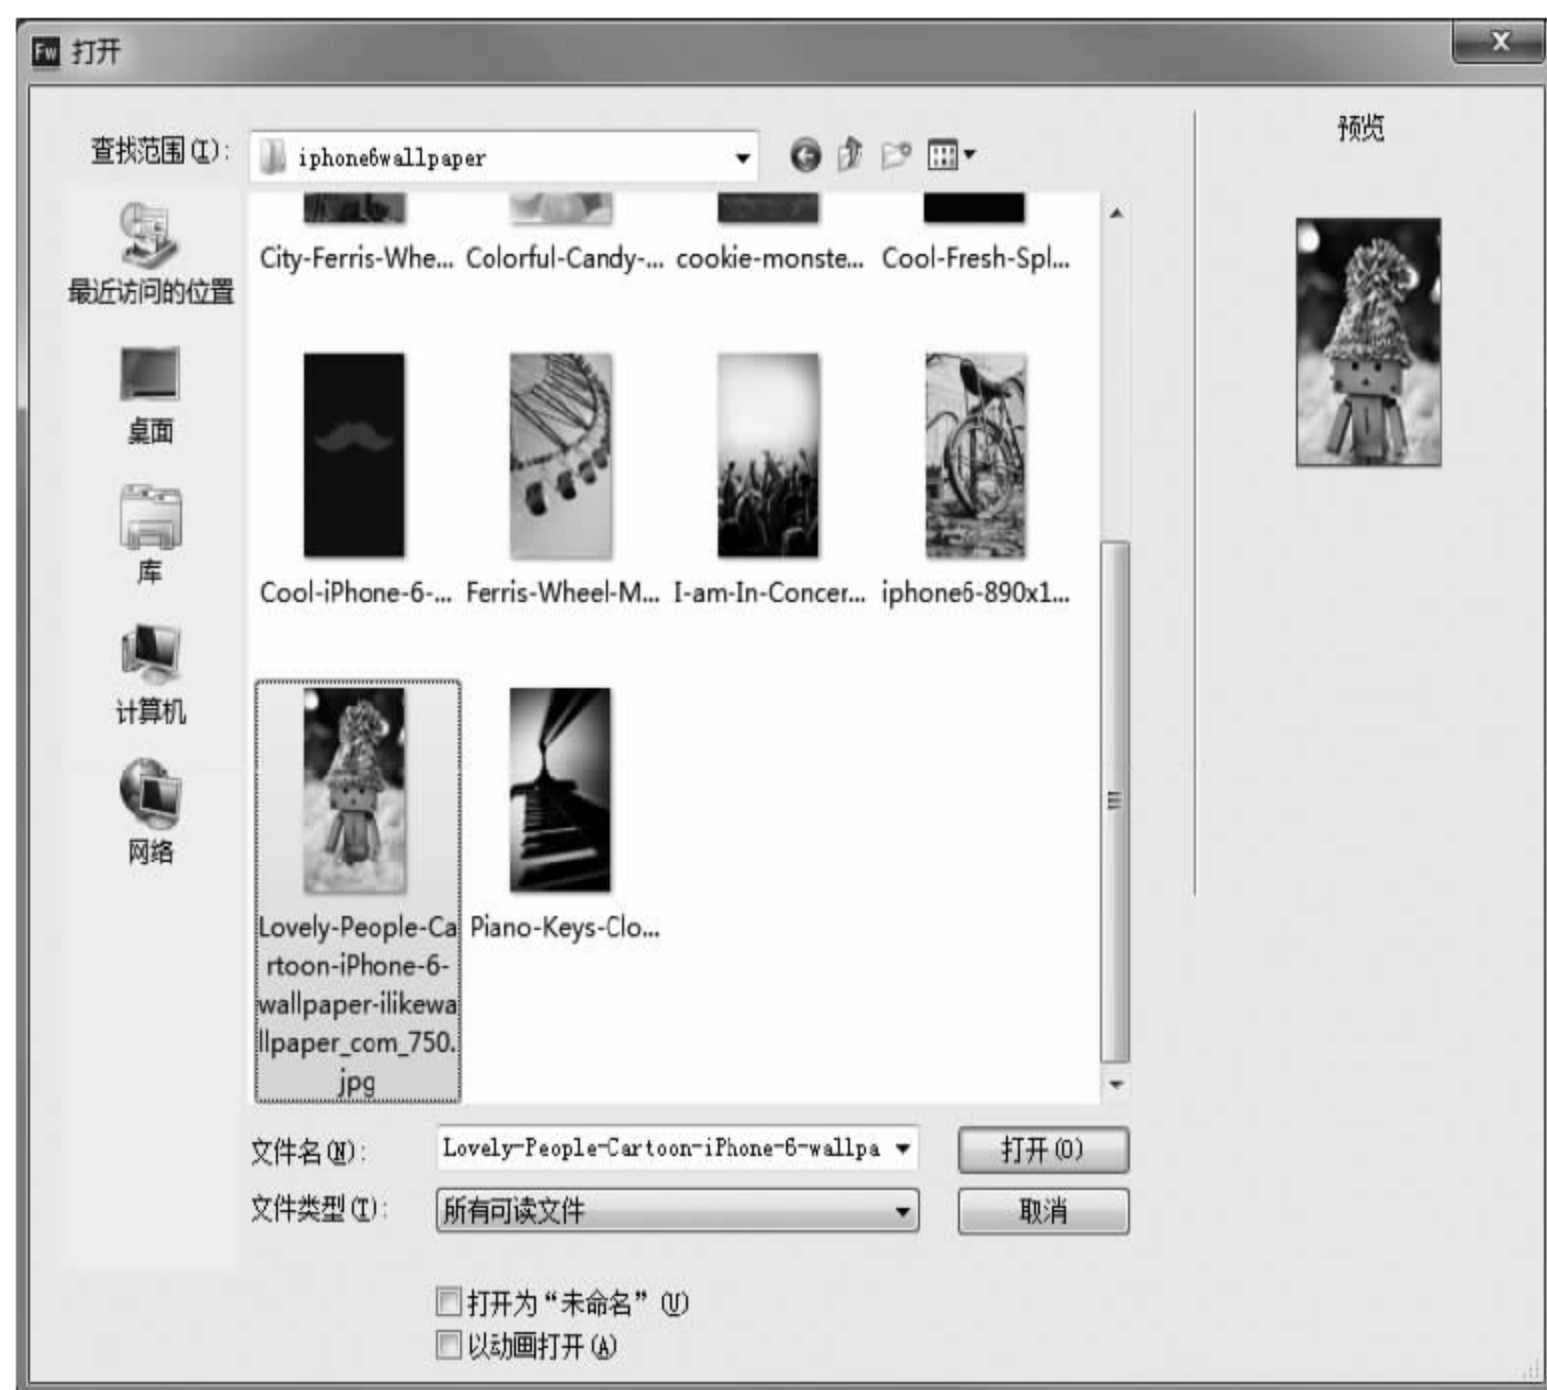 Fw 打开
X
查找范围(I):
iphone6wallpaper
预览
City-Ferris-Whe... Colorful-Candy-... cookie-monste... Cool-Fresh-Spl...
最近访问的位置
桌面
库
Cool-iPhone-6-... Ferris-Wheel-M... I-am-In-Concer... iphone6-890x1...
计算机
网络
Lovely-People-Ca
rtoon-iPhone-6-
wallpaper-ilikewa
llpaper_com_750.
jpg
Piano-Keys-Clo...
文件名(N):
Lovely-People-Cartoon-iPhone-6-wallpa
打开(O)
文件类型(T):
所有可读文件
取消
打开为“未命名”(U)
以动画打开(A)